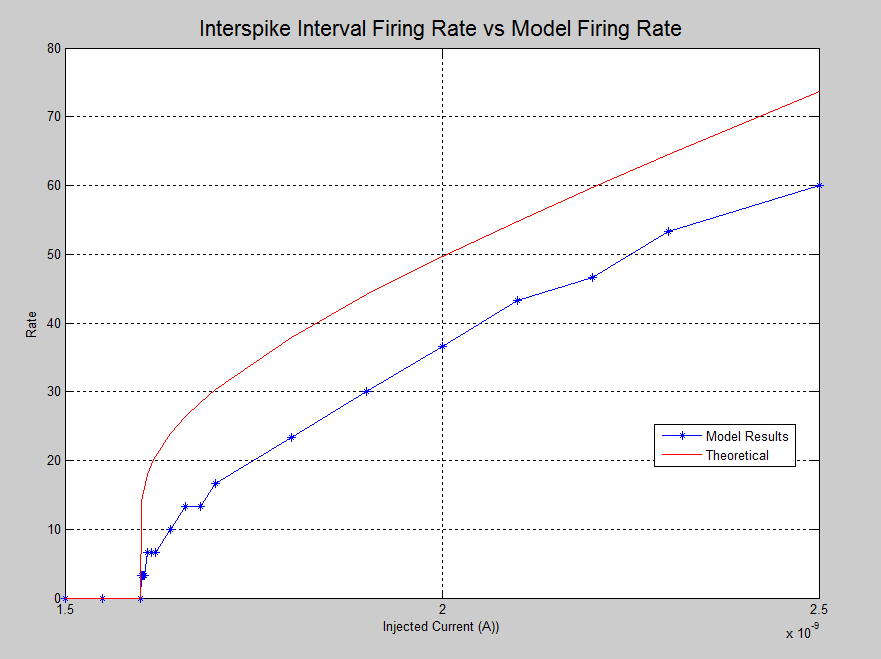 Interspike Interval Firing Rate vs Model Firing Rate
80
70
60
50
40
30
20
10
0
Rate
Model Results
Theoretical
1.5
2
2.5
Injected Current (A))
x 10-9